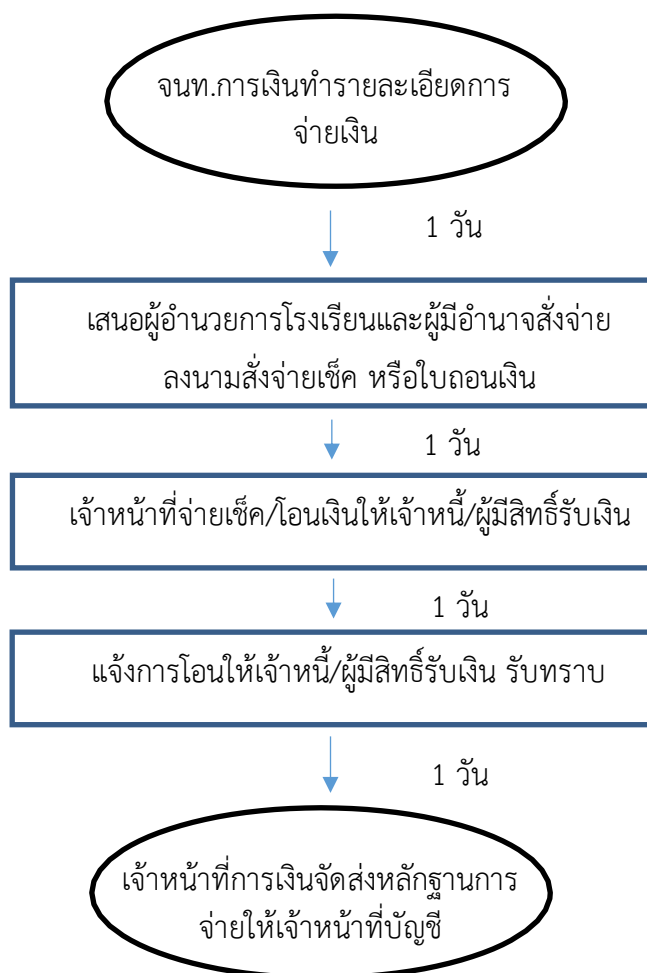 จนท.การเงินทำรายละเอียดการ
จ่ายเงิน
1 วัน
เสนอผู้อำนวยการโรงเรียนและผู้มีอำนาจสั่งจ่าย
ลงนามสั่งจ่ายเช็ค หรือใบถอนเงิน
1 วัน
เจ้าหน้าที่จ่ายเช็ค/โอนเงินให้เจ้าหนี้/ผู้มีสิทธิ์รับเงิน
1 วัน
แจ้งการโอนให้เจ้าหนี้/ผู้มีสิทธิ์รับเงิน รับทราบ
1 วัน
เจ้าหน้าที่การเงินจัดส่งหลักฐานการ
จ่ายให้เจ้าหน้าที่บัญชี